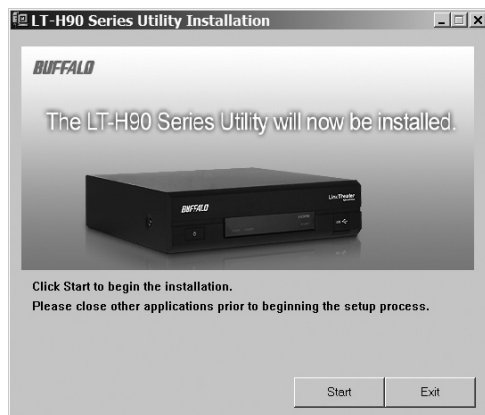 LT-H90 Series Utility Installation
BUFFALO
The LT-H90 Series Utility will now be installed.
BUFFALO
LinkTheater
Click Start to begin the installation.
Please close other applications prior to beginning the setup process.
Start
Exit